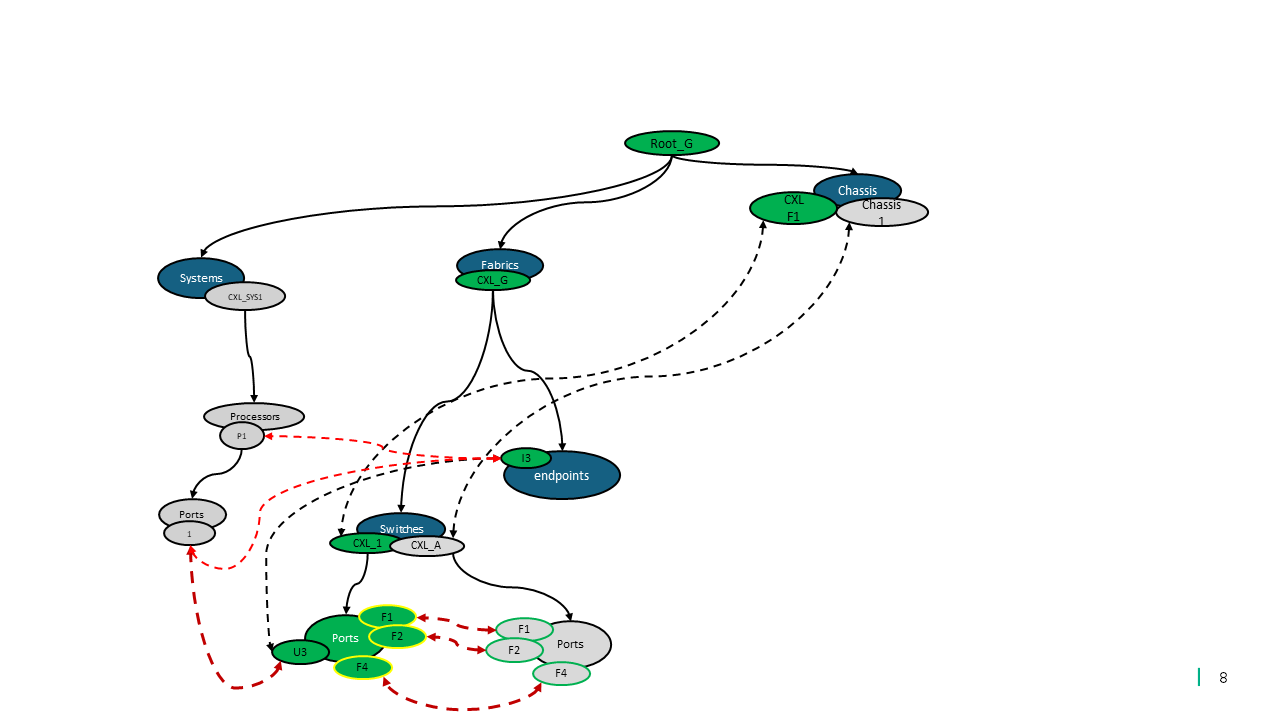 Root_G
Chassis
CXL
F1
Chassis
1
Systems
CXL_SYS1
Fabrics
CXL_G
Processors
P1
I3
endpoints
Ports
1
Switches
CXL_1
CXL_A
F1
F2
Ports
U3
F4
F1
F2
Ports
F4
8